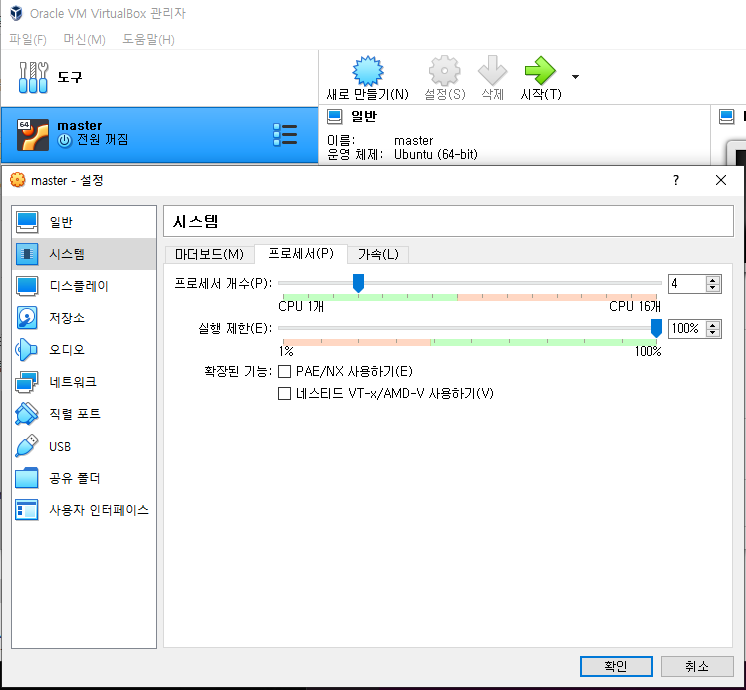 Oracle VM VirtualBox 관리자
파일(F) 머신(M) 도움말(H)
도구
새로 만들기(N) 설정(S) 삭제 시작(T)
64 master
전원 꺼짐
일반
이름: master
운영 체제: Ubuntu (64-bit)
master - 설정
일반
시스템
디스플레이
저장소
오디오
네트워크
직렬 포트
USB
공유 폴더
사용자 인터페이스
시스템
마더보드(M) 프로세서(P) 가속(L)
프로세서 개수(P): 4
CPU 1개 CPU 16개
실행 제한(E): 100%
1% 100%
확장된 기능: PAE/NX 사용하기(E)
네스티드 VT-x/AMD-V 사용하기(V)
확인 취소